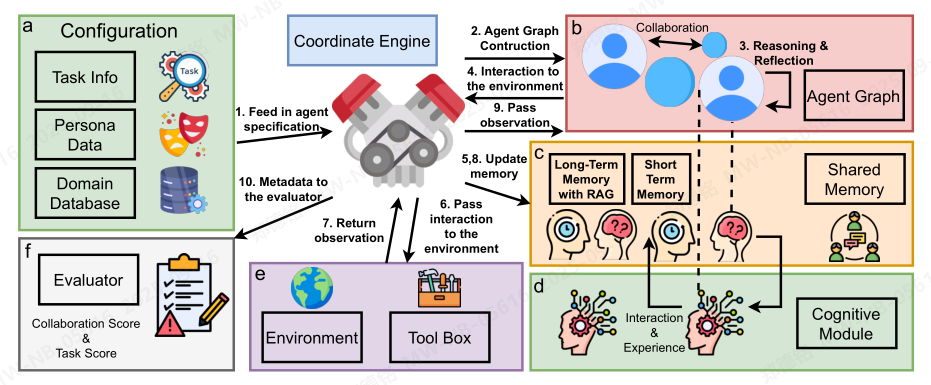 a
Configuration
Task Info
Task
Persona
Data
Domain
Database
Coordinate Engine
1. Feed in agent
specification
2. Agent Graph
Contruction
4. Interaction to
the environment
9. Pass
observation
5,8. Update
memory
10. Metadata to
the evaluator
7. Return
observation
6. Pass
interaction
to the
environment
b
Collaboration
3. Reasoning &
Reflection
Agent Graph
c
Long-Term
Memory
with RAG
Short
Term
Memory
Shared
Memory
??
??
d
Interaction
&
Experience
Cognitive
Module
e
Environment
Tool Box
f
Evaluator
Collaboration Score
&
Task Score